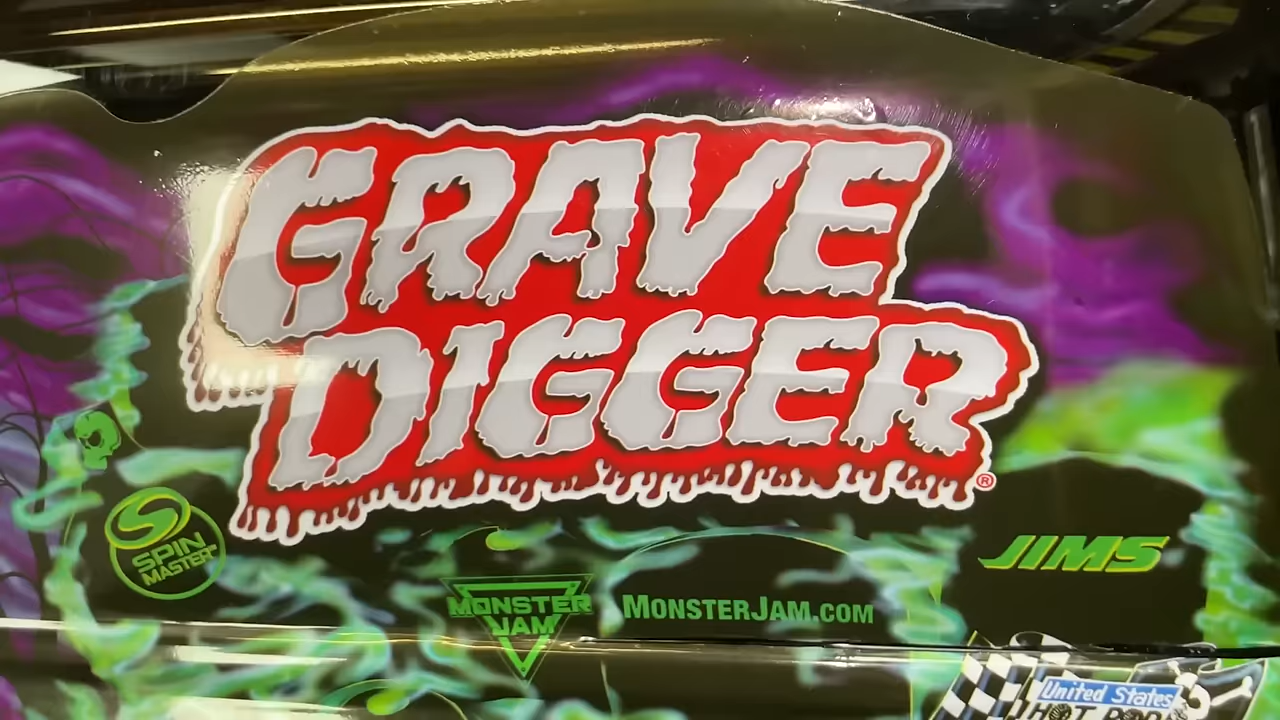 GRAVE
DIGGER®
SPIN
MASTER
MONSTER
JAM
MONSTERJAM.COM
JIMS
United States
HOT ROD